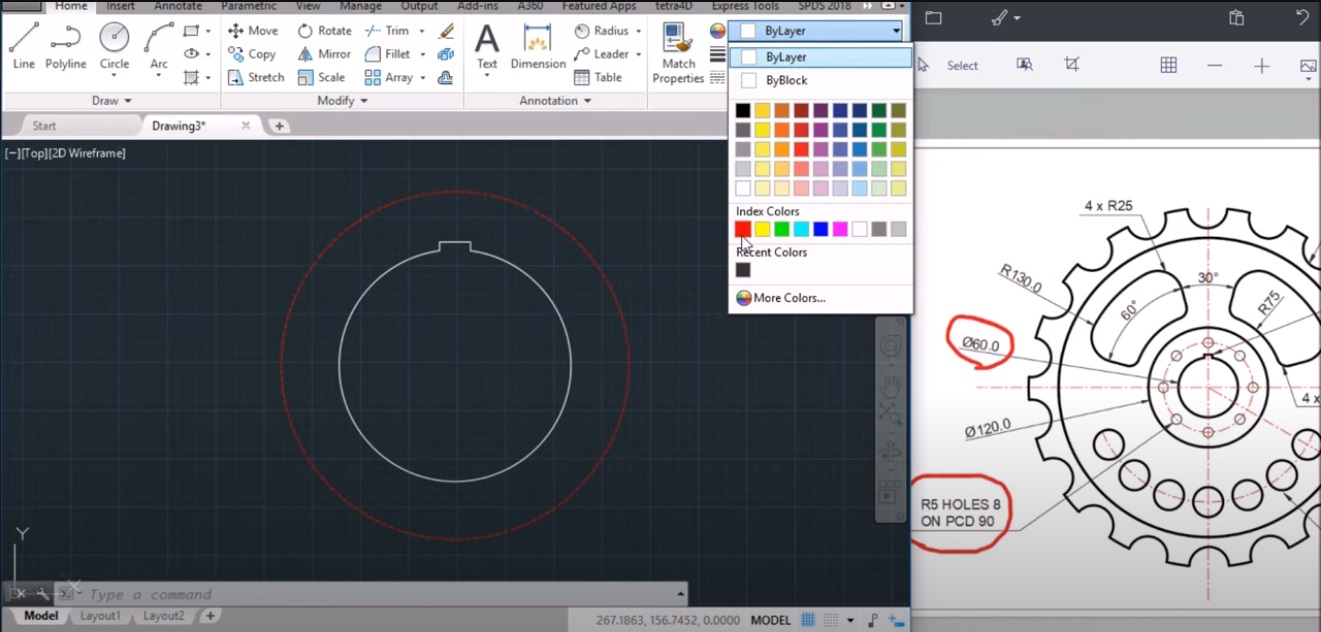 Home Insert Annotate Parametric View Manage Output Add-ins A360 Featured Apps tetra4D Express Tools SPDS 2018
Line Polyline Circle Arc
Move Rotate Trim
Copy Mirror Fillet
Stretch Scale Array
Text Dimension
Radius
Leader
Table
Match
Properties
Draw Modify Annotation
ByLayer
ByLayer
ByBlock
Index Colors
Recent Colors
More Colors...
Start Drawing3*
[−][Top][2D Wireframe]
Y
X
Type a command
Model Layout1 Layout2 +
267.1863, 156.7452, 0.0000 MODEL
Select
4 x R25
R130.0
30°
60°
R75
Ø60.0
4 x
Ø120.0
R5 HOLES 8
ON PCD 90